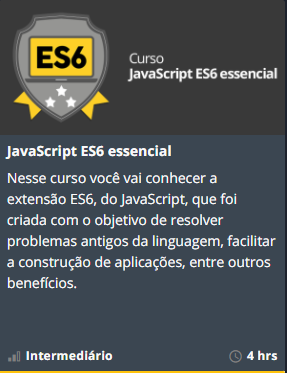 ES6
Curso
JavaScript ES6 essencial
JavaScript ES6 essencial
Nesse curso você vai conhecer a
extensão ES6, do JavaScript, que foi
criada com o objetivo de resolver
problemas antigos da linguagem, facilitar
a construção de aplicações, entre outros
benefícios.
Intermediário
4 hrs